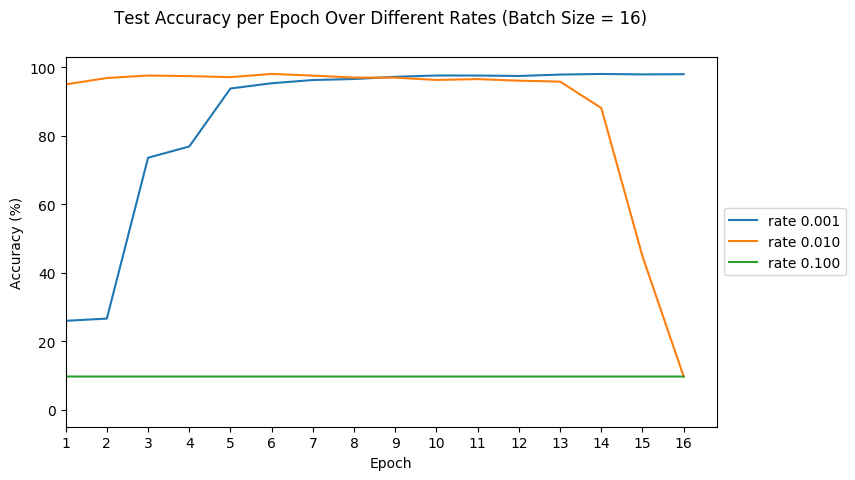 Test Accuracy per Epoch Over Different Rates (Batch Size = 16)
100
80
60
40
20
0
Accuracy (%)
1 2 3 4 5 6 7 8 9 10 11 12 13 14 15 16
Epoch
rate 0.001
rate 0.010
rate 0.100